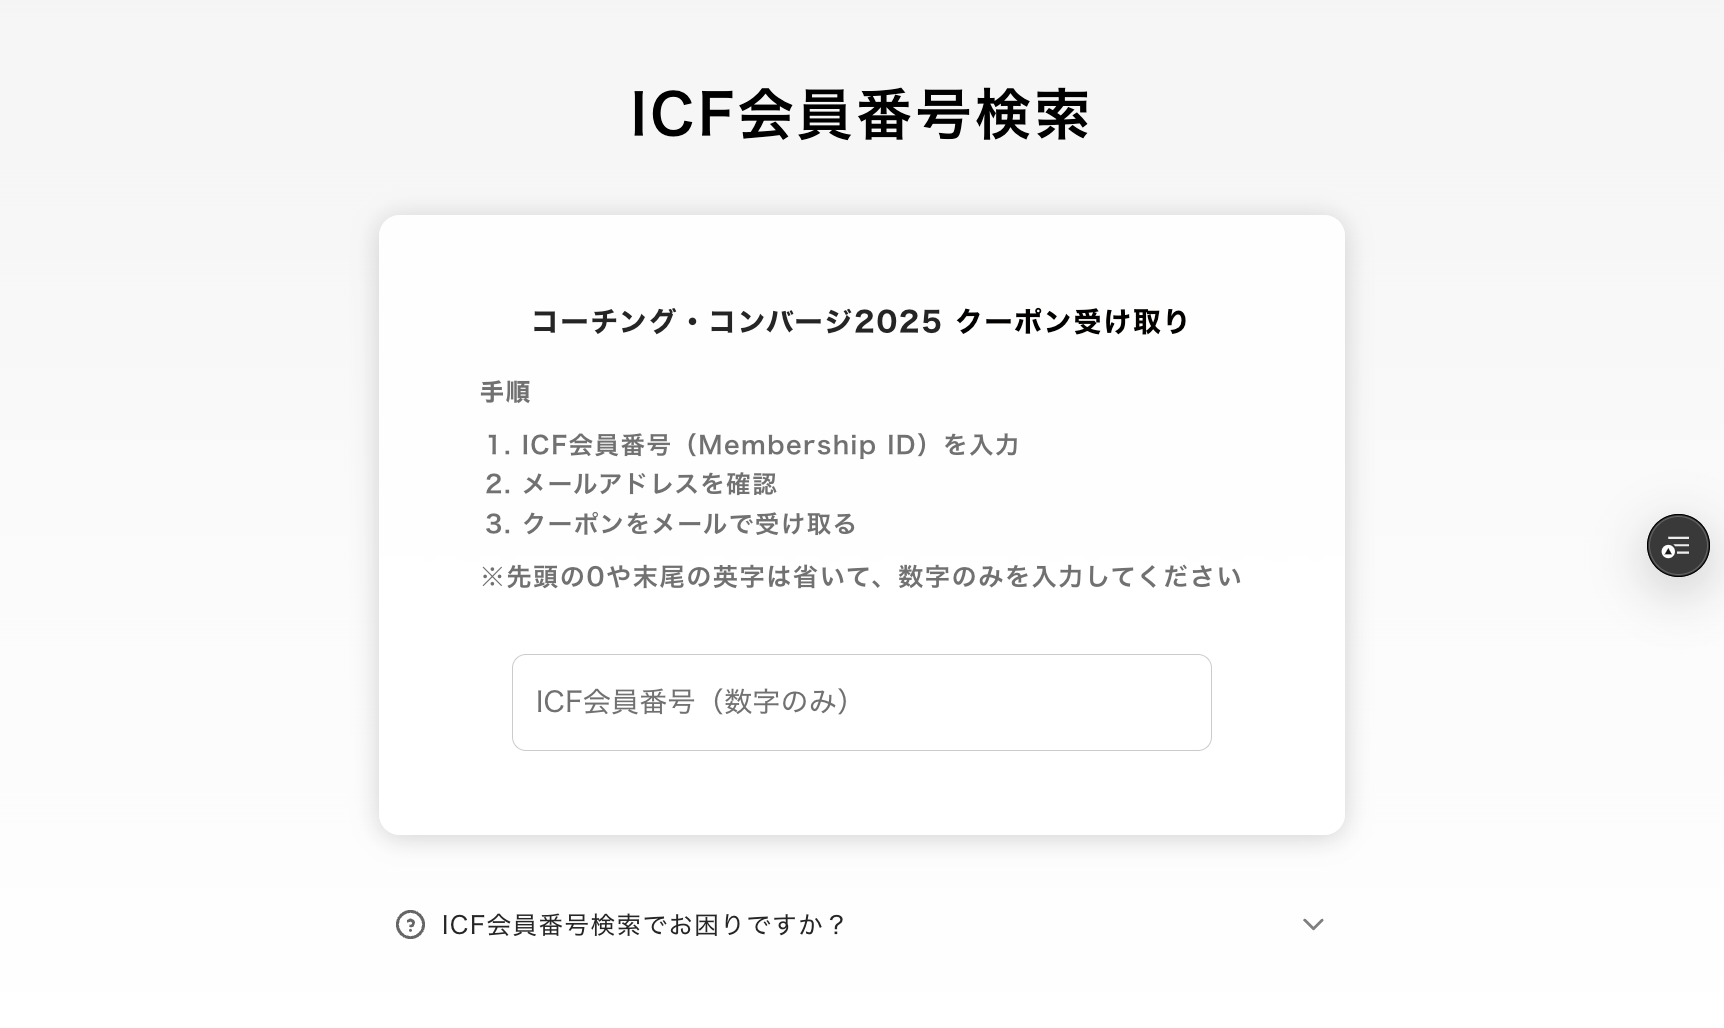 ICF会員番号検索
コーチング・コンバージ2025 クーポン受け取り
手順
1. ICF会員番号（Membership ID）を入力
2. メールアドレスを確認
3. クーポンをメールで受け取る
※先頭の0や末尾の英字は省いて、数字のみを入力してください
ICF会員番号（数字のみ）
ICF会員番号検索でお困りですか？